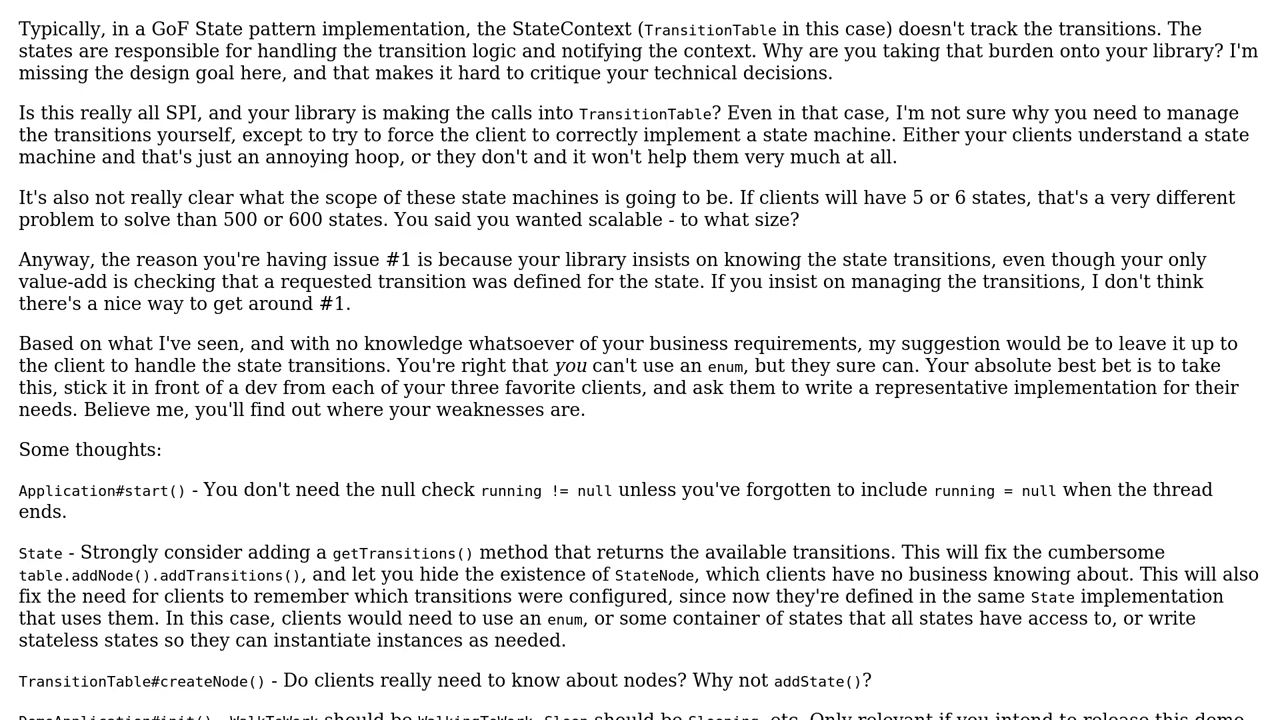 Typically, in a GoF State pattern implementation, the StateContext (TransitionTable in this case) doesn't track the transitions. The
states are responsible for handling the transition logic and notifying the context. Why are you taking that burden onto your library? I'm
missing the design goal here, and that makes it hard to critique your technical decisions.
Is this really all SPI, and your library is making the calls into TransitionTable? Even in that case, I'm not sure why you need to manage
the transitions yourself, except to try to force the client to correctly implement a state machine. Either your clients understand a state
machine and that's just an annoying hoop, or they don't and it won't help them very much at all.
It's also not really clear what the scope of these state machines is going to be. If clients will have 5 or 6 states, that's a very different
problem to solve than 500 or 600 states. You said you wanted scalable - to what size?
Anyway, the reason you're having issue #1 is because your library insists on knowing the state transitions, even though your only
value-add is checking that a requested transition was defined for the state. If you insist on managing the transitions, I don't think
there's a nice way to get around #1.
Based on what I've seen, and with no knowledge whatsoever of your business requirements, my suggestion would be to leave it up to
the client to handle the state transitions. You're right that you can't use an enum, but they sure can. Your absolute best bet is to take
this, stick it in front of a dev from each of your three favorite clients, and ask them to write a representative implementation for their
needs. Believe me, you'll find out where your weaknesses are.
Some thoughts:
Application#start() - You don't need the null check running != null unless you've forgotten to include running = null when the thread
ends.
State - Strongly consider adding a getTransitions() method that returns the available transitions. This will fix the cumbersome
table.addNode().addTransitions(), and let you hide the existence of StateNode, which clients have no business knowing about. This will also
fix the need for clients to remember which transitions were configured, since now they're defined in the same State implementation
that uses them. In this case, clients would need to use an enum, or some container of states that all states have access to, or write
stateless states so they can instantiate instances as needed.
TransitionTable#createNode() - Do clients really need to know about nodes? Why not addState()?
DemoApplication#init() - WalkToWork should be WalkingToWork, Sleep should be Sleeping, etc. Only relevant if you intend to release this demo